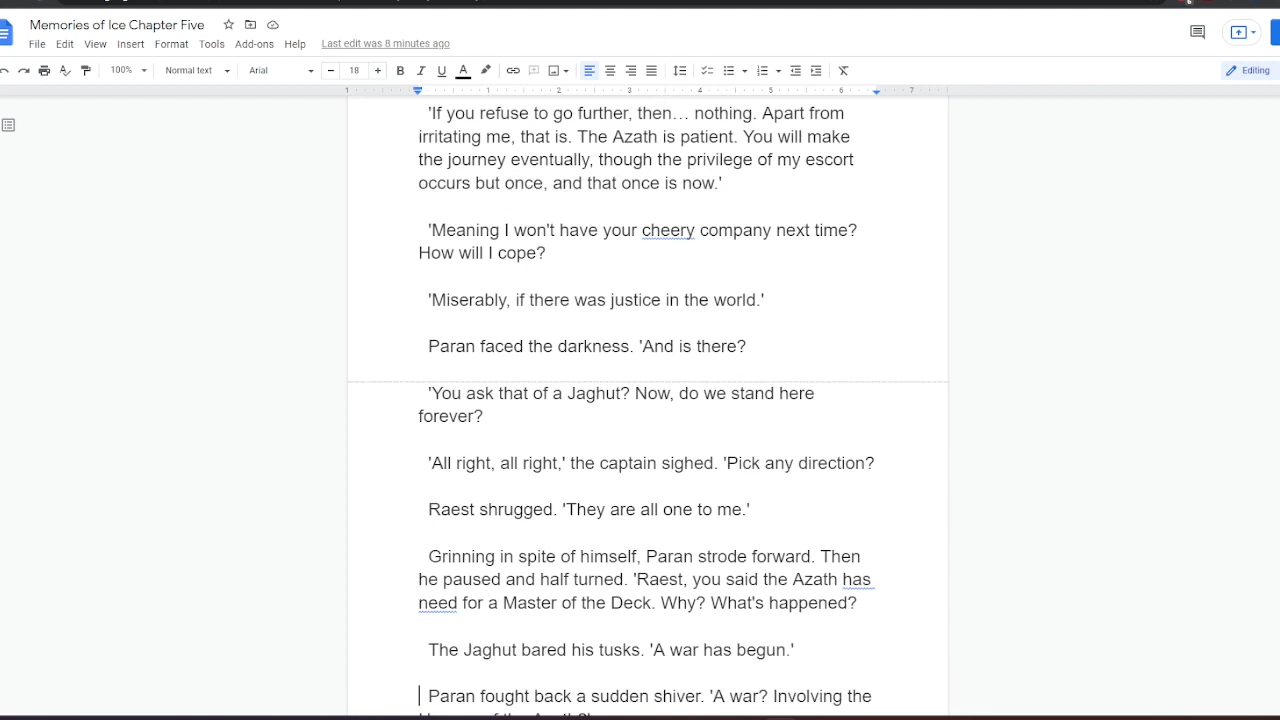 Memories of Ice Chapter Five
File Edit View Insert Format Tools Add-ons Help Last edit was 8 minutes ago
100% Normal text Arial 18 B I U A Editing
1 1 2 3 4 5 6 7
'If you refuse to go further, then… nothing. Apart from
irritating me, that is. The Azath is patient. You will make
the journey eventually, though the privilege of my escort
occurs but once, and that once is now.'
'Meaning I won't have your cheery company next time?
How will I cope?
'Miserably, if there was justice in the world.'
Paran faced the darkness. 'And is there?
'You ask that of a Jaghut? Now, do we stand here
forever?
'All right, all right,' the captain sighed. 'Pick any direction?
Raest shrugged. 'They are all one to me.'
Grinning in spite of himself, Paran strode forward. Then
he paused and half turned. 'Raest, you said the Azath has
need for a Master of the Deck. Why? What's happened?
The Jaghut bared his tusks. 'A war has begun.'
Paran fought back a sudden shiver. 'A war? Involving the